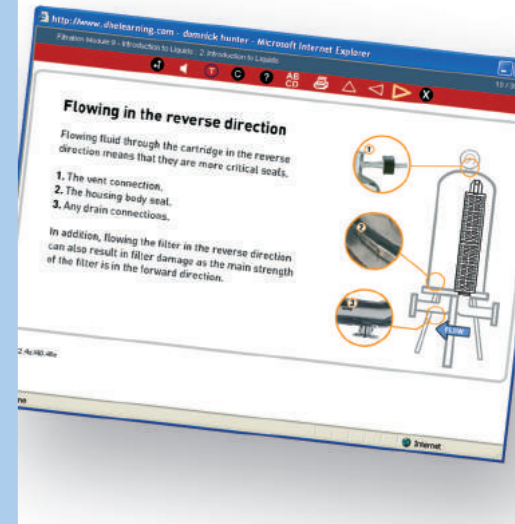 http://www.dhelearning.com - domnick hunter - Microsoft Internet Explorer
Filtration Module 9 - Introduction to Liquids : 2. Introduction to Liquids
T C ? AB
CD X
Flowing in the reverse direction
Flowing fluid through the cartridge in the reverse
direction means that they are more critical seals.
1. The vent connection.
2. The housing body seal.
3. Any drain connections.
In addition, flowing the filter in the reverse direction
can also result in filter damage as the main strength
of the filter is in the forward direction.
1
2
3
FLOW
Internet